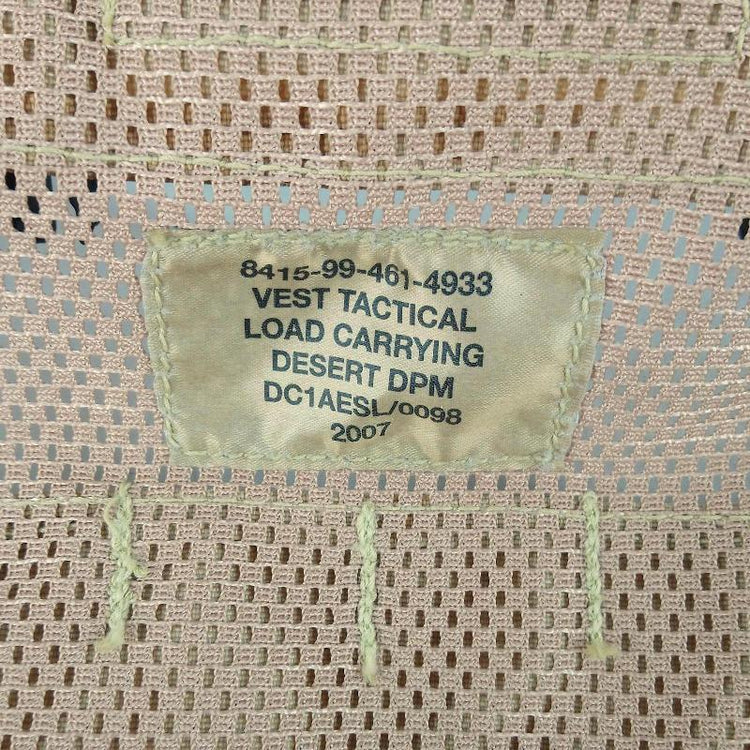 8415-99-461-4933
VEST TACTICAL
LOAD CARRYING
DESERT DPM
DC1AESL/0098
2007